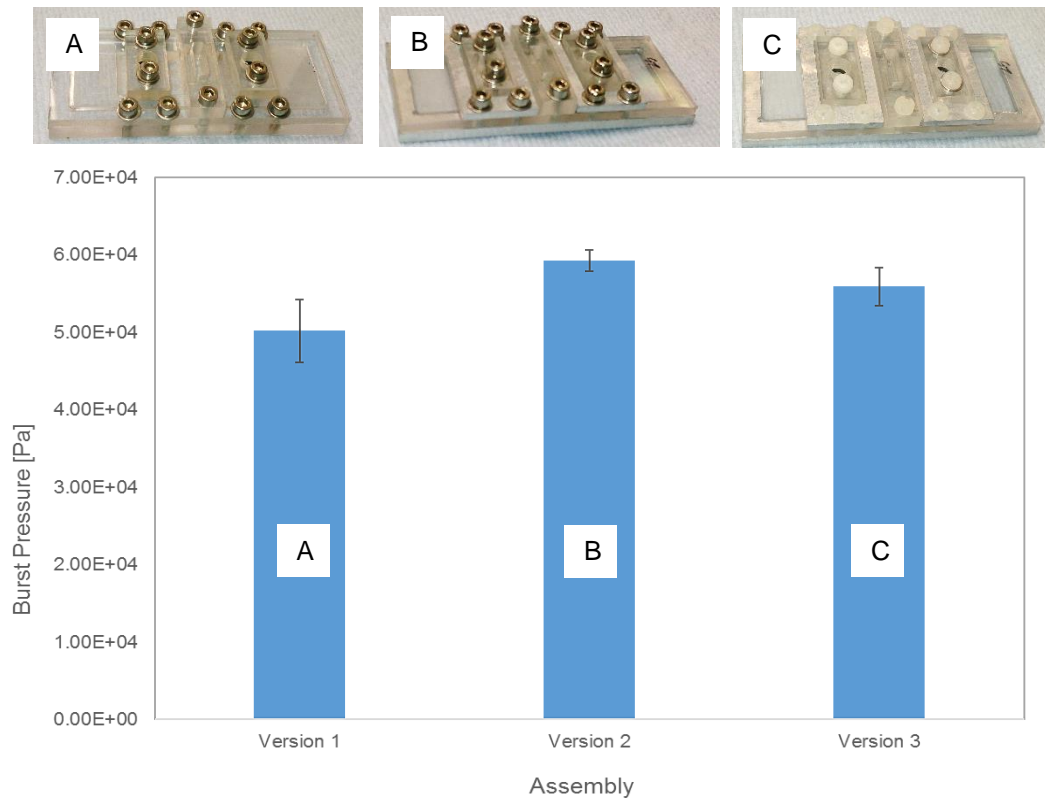 A
B
C
7.00E+04
6.00E+04
5.00E+04
4.00E+04
3.00E+04
2.00E+04
1.00E+04
0.00E+00
Burst Pressure [Pa]
A
B
C
Version 1
Version 2
Version 3
Assembly